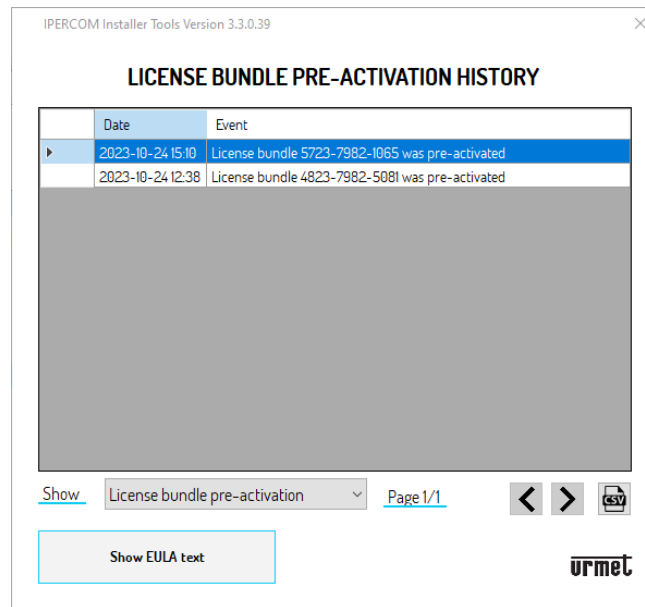 IPERCOM Installer Tools Version 3.3.0.39
LICENSE BUNDLE PRE-ACTIVATION HISTORY
Date Event
2023-10-24 15:10 License bundle 5723-7982-1065 was pre-activated
2023-10-24 12:38 License bundle 4823-7982-5081 was pre-activated
Show License bundle pre-activation Page 1/1 CSV
Show EULA text
urmet